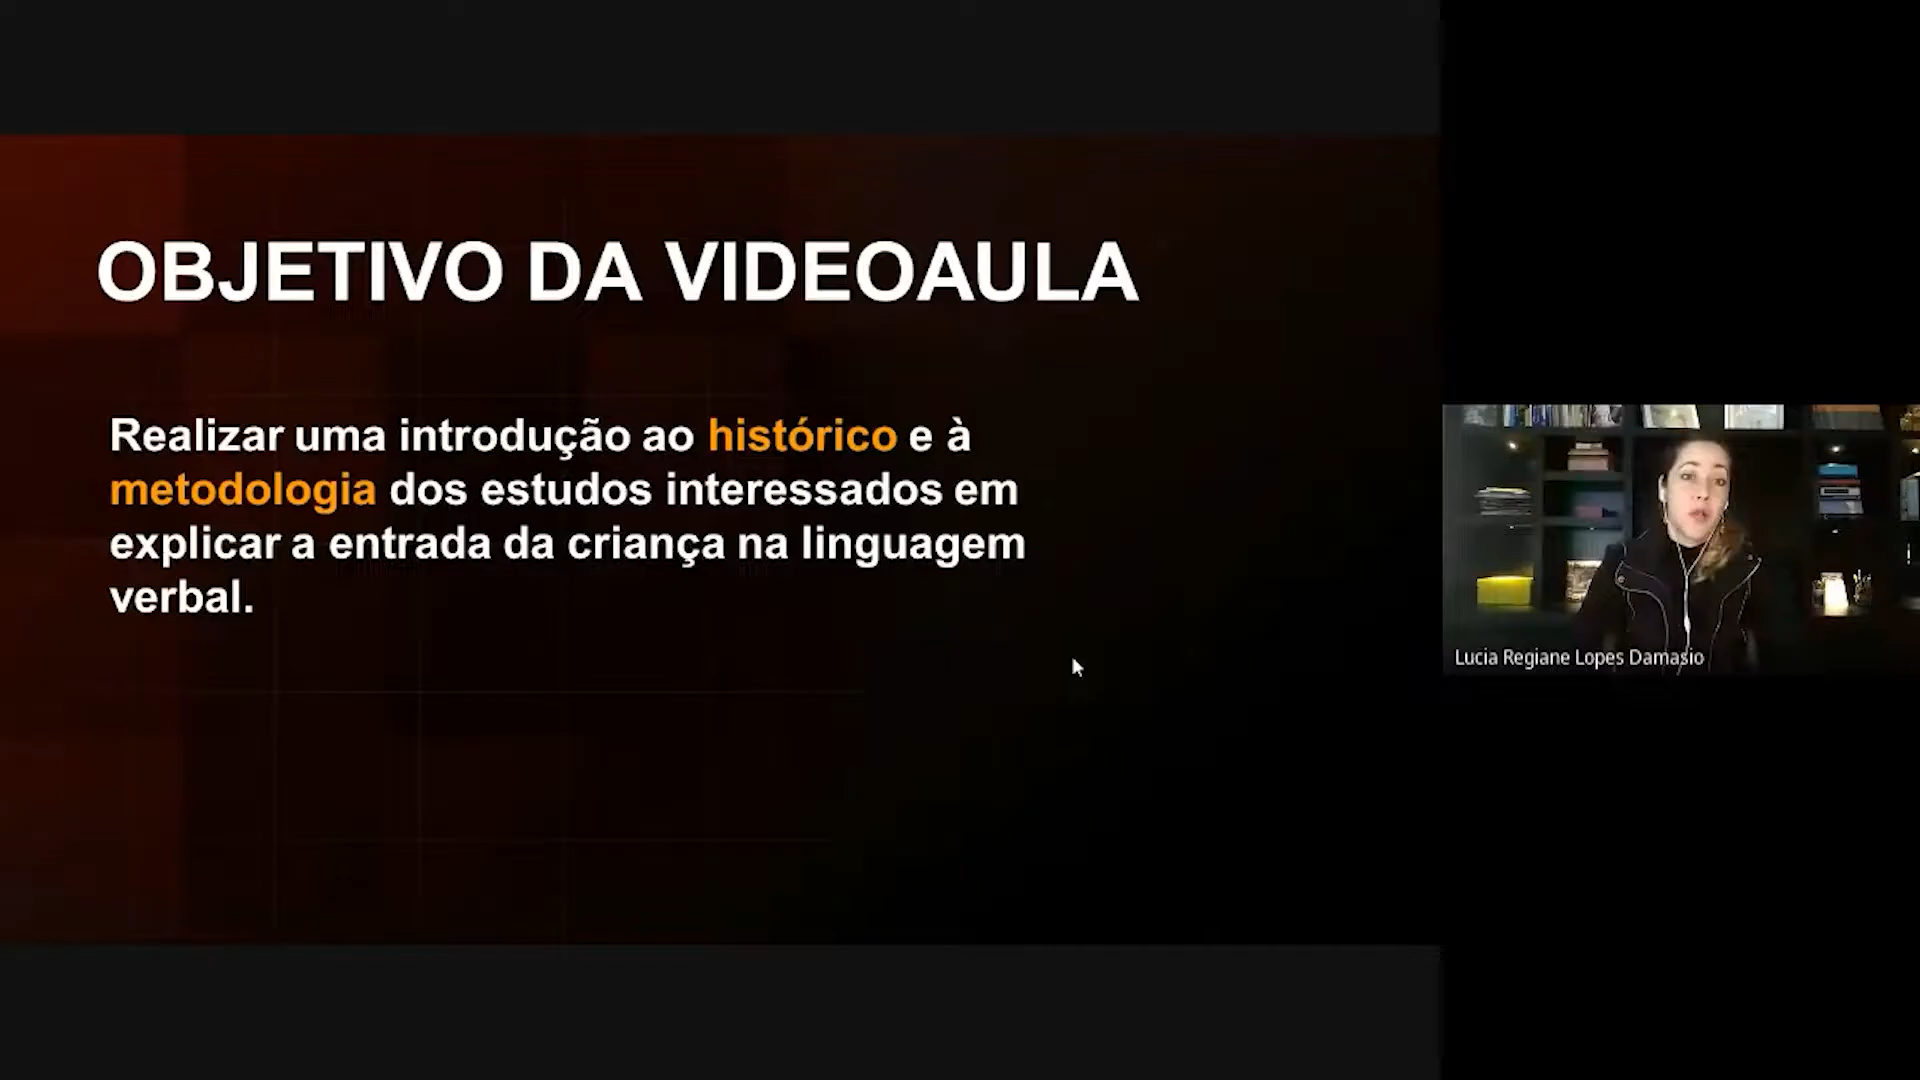 OBJETIVO DA VIDEOAULA
Realizar uma introdução ao histórico e à
metodologia dos estudos interessados em
explicar a entrada da criança na linguagem
verbal.
Lucia Regiane Lopes Damasio